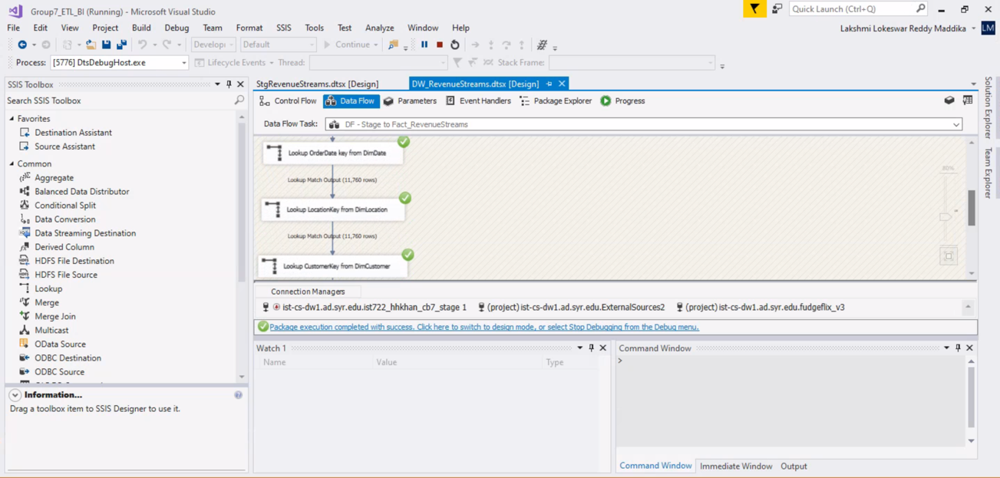 Group7_ETL_BI (Running) - Microsoft Visual Studio
Quick Launch (Ctrl+Q)
File Edit View Project Build Debug Team Format SSIS Tools Test Analyze Window Help
Lakshmi Lokeswar Reddy Maddika
LM
Develop
Default
Continue
Process: [5776] DtsDebugHost.exe
Lifecycle Events
Thread:
Stack Frame:
SSIS Toolbox
Search SSIS Toolbox
Favorites
Destination Assistant
Source Assistant
Common
Aggregate
Balanced Data Distributor
Conditional Split
Data Conversion
Data Streaming Destination
Derived Column
HDFS File Destination
HDFS File Source
Lookup
Merge
Merge Join
Multicast
OData Source
ODBC Destination
ODBC Source
Information...
Drag a toolbox item to SSIS Designer to use it.
StgRevenueStreams.dtsx [Design]
DW_RevenueStreams.dtsx [Design]
Control Flow
Data Flow
Parameters
Event Handlers
Package Explorer
Progress
Data Flow Task:
DF - Stage to Fact_RevenueStreams
Lookup OrderDate key from DimDate
Lookup Match Output (11,760 rows)
Lookup LocationKey from DimLocation
Lookup Match Output (11,760 rows)
Lookup CustomerKey from DimCustomer
80%
Connection Managers
ist-cs-dw1.ad.syr.edu.ist722_hhkhan_cb7_stage 1
(project) ist-cs-dw1.ad.syr.edu.ExternalSources2
(project) ist-cs-dw1.ad.syr.edu.fudgeflix_v3
Package execution completed with success. Click here to switch to design mode, or select Stop Debugging from the Debug menu.
Watch 1
Name Value Type
Command Window
>
Command Window
Immediate Window
Output
Solution Explorer
Team Explorer